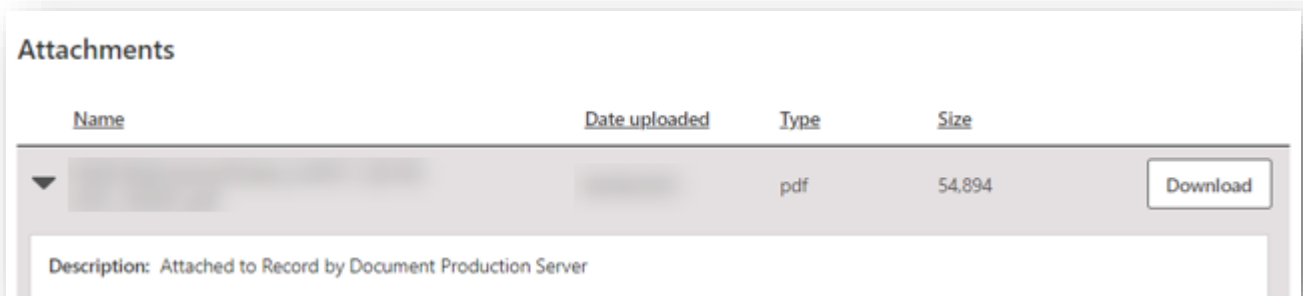 Attachments
Name Date uploaded Type Size
pdf 54,894 Download
Description: Attached to Record by Document Production Server